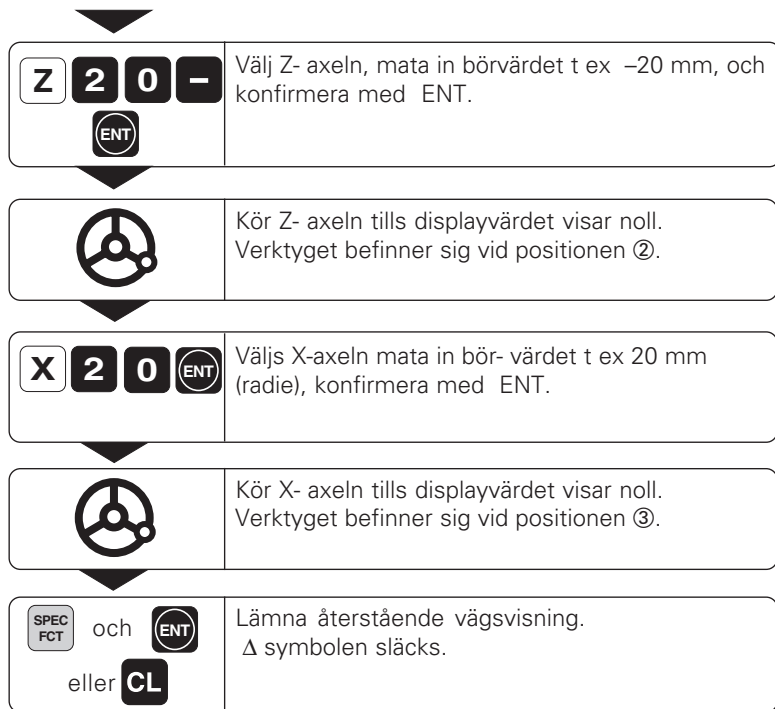 Z 2 0 –
ENT
Välj Z- axeln, mata in börvärdet t ex –20 mm, och
konfirmera med ENT.
Kör Z- axeln tills displayvärdet visar noll.
Verktyget befinner sig vid positionen ②.
X 2 0 ENT
Väljs X-axeln mata in bör- värdet t ex 20 mm
(radie), konfirmera med ENT.
Kör X- axeln tills displayvärdet visar noll.
Verktyget befinner sig vid positionen ③.
SPEC
FCT och ENT
eller CL
Lämna återstående vägsvisning.
Δ symbolen släcks.